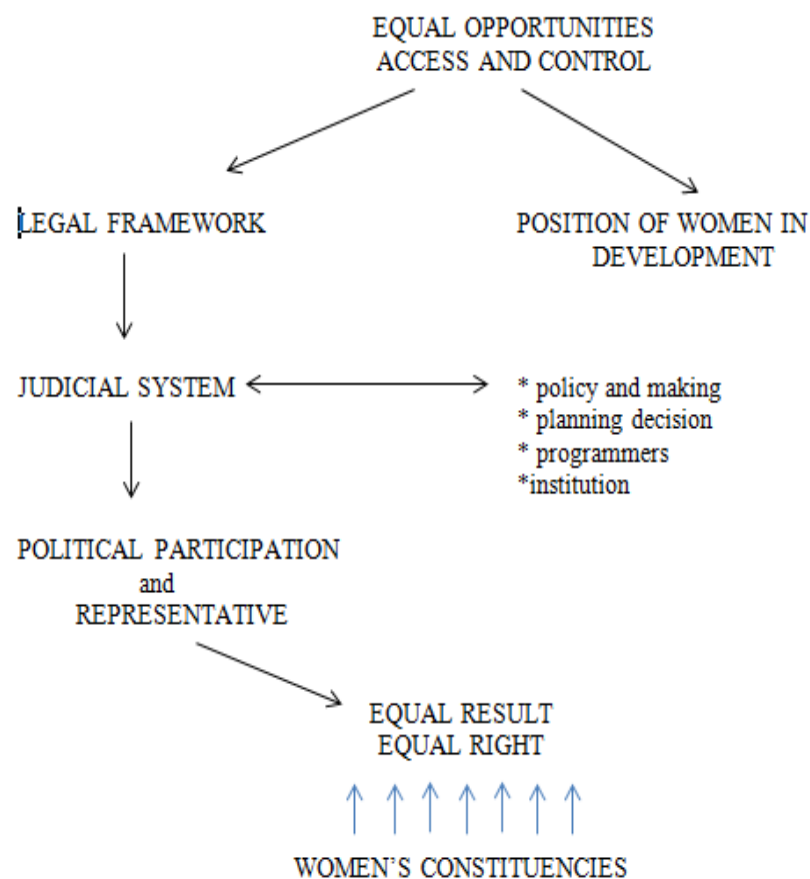 EQUAL OPPORTUNITIES
ACCESS AND CONTROL
LEGAL FRAMEWORK
POSITION OF WOMEN IN
DEVELOPMENT
JUDICIAL SYSTEM
* policy and making
* planning decision
* programmers
*institution
POLITICAL PARTICIPATION
and
REPRESENTATIVE
EQUAL RESULT
EQUAL RIGHT
WOMEN'S CONSTITUENCIES